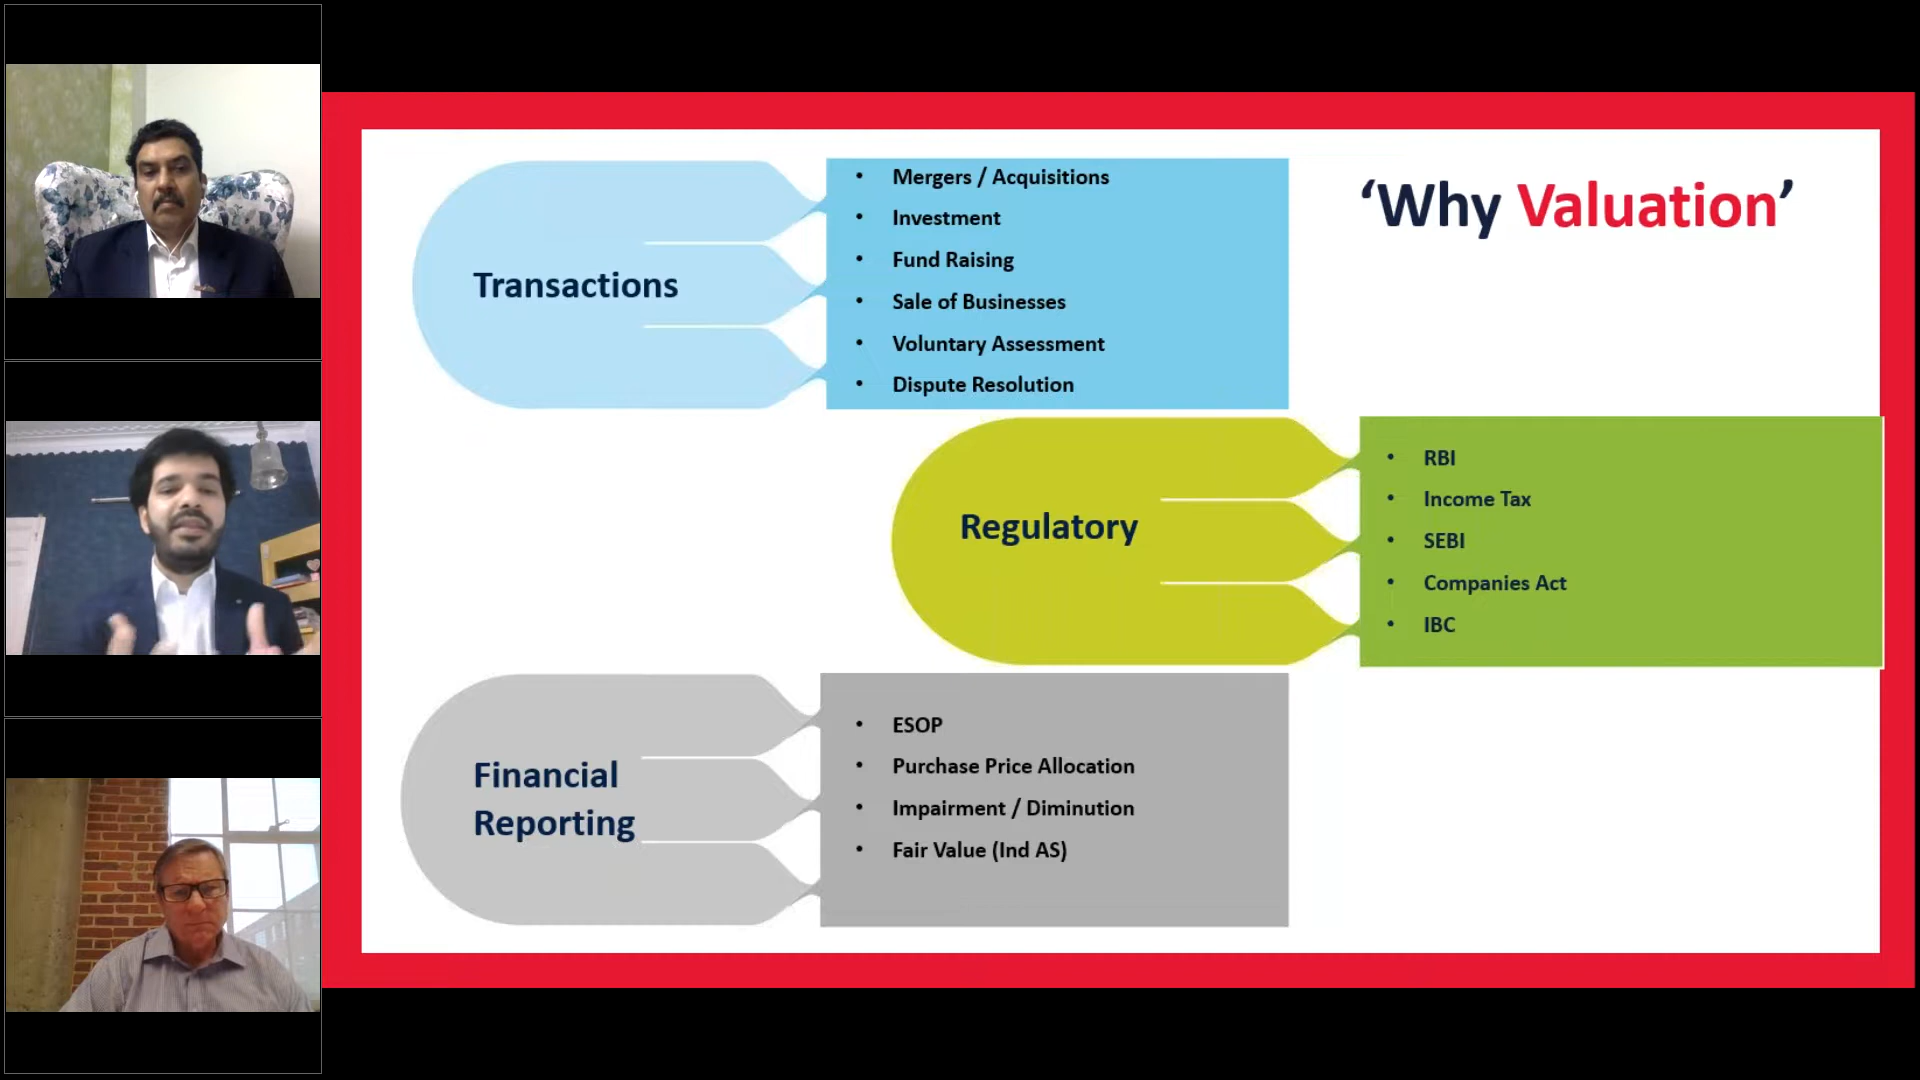 ‘Why Valuation’
Transactions
• Mergers / Acquisitions
• Investment
• Fund Raising
• Sale of Businesses
• Voluntary Assessment
• Dispute Resolution
Regulatory
• RBI
• Income Tax
• SEBI
• Companies Act
• IBC
Financial
Reporting
• ESOP
• Purchase Price Allocation
• Impairment / Diminution
• Fair Value (Ind AS)